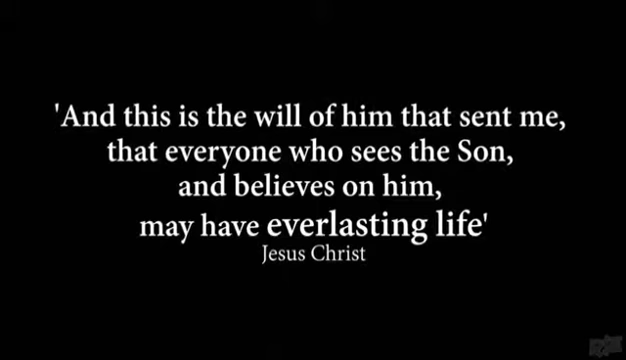 'And this is the will of him that sent me,
that everyone who sees the Son,
and believes on him,
may have everlasting life'
Jesus Christ